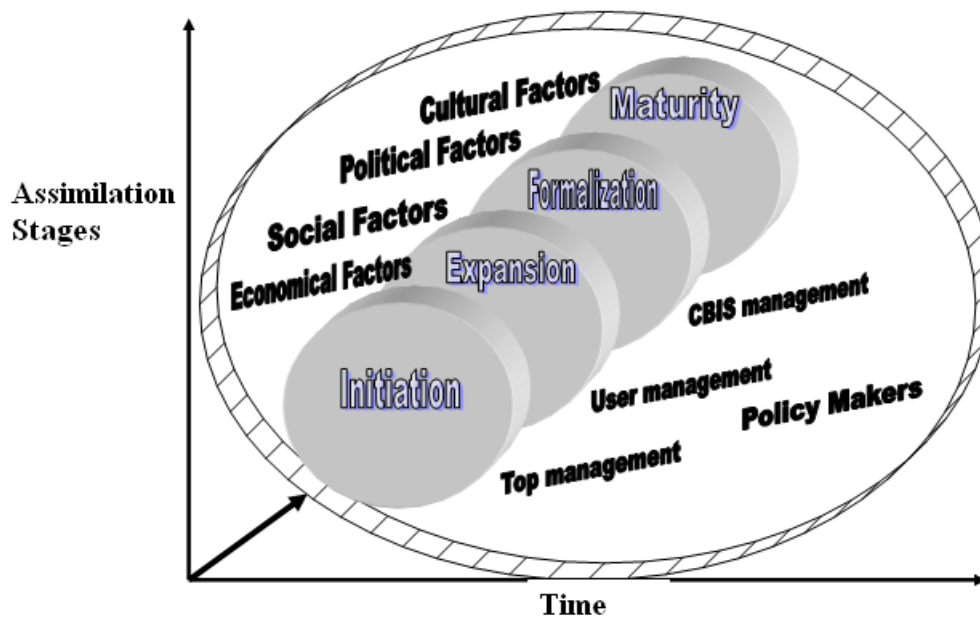 Cultural Factors
Maturity
Political Factors
Formalization
Assimilation
Stages
Social Factors
Expansion
Economical Factors
CBIS management
Initiation
User management
Policy Makers
Top management
Time